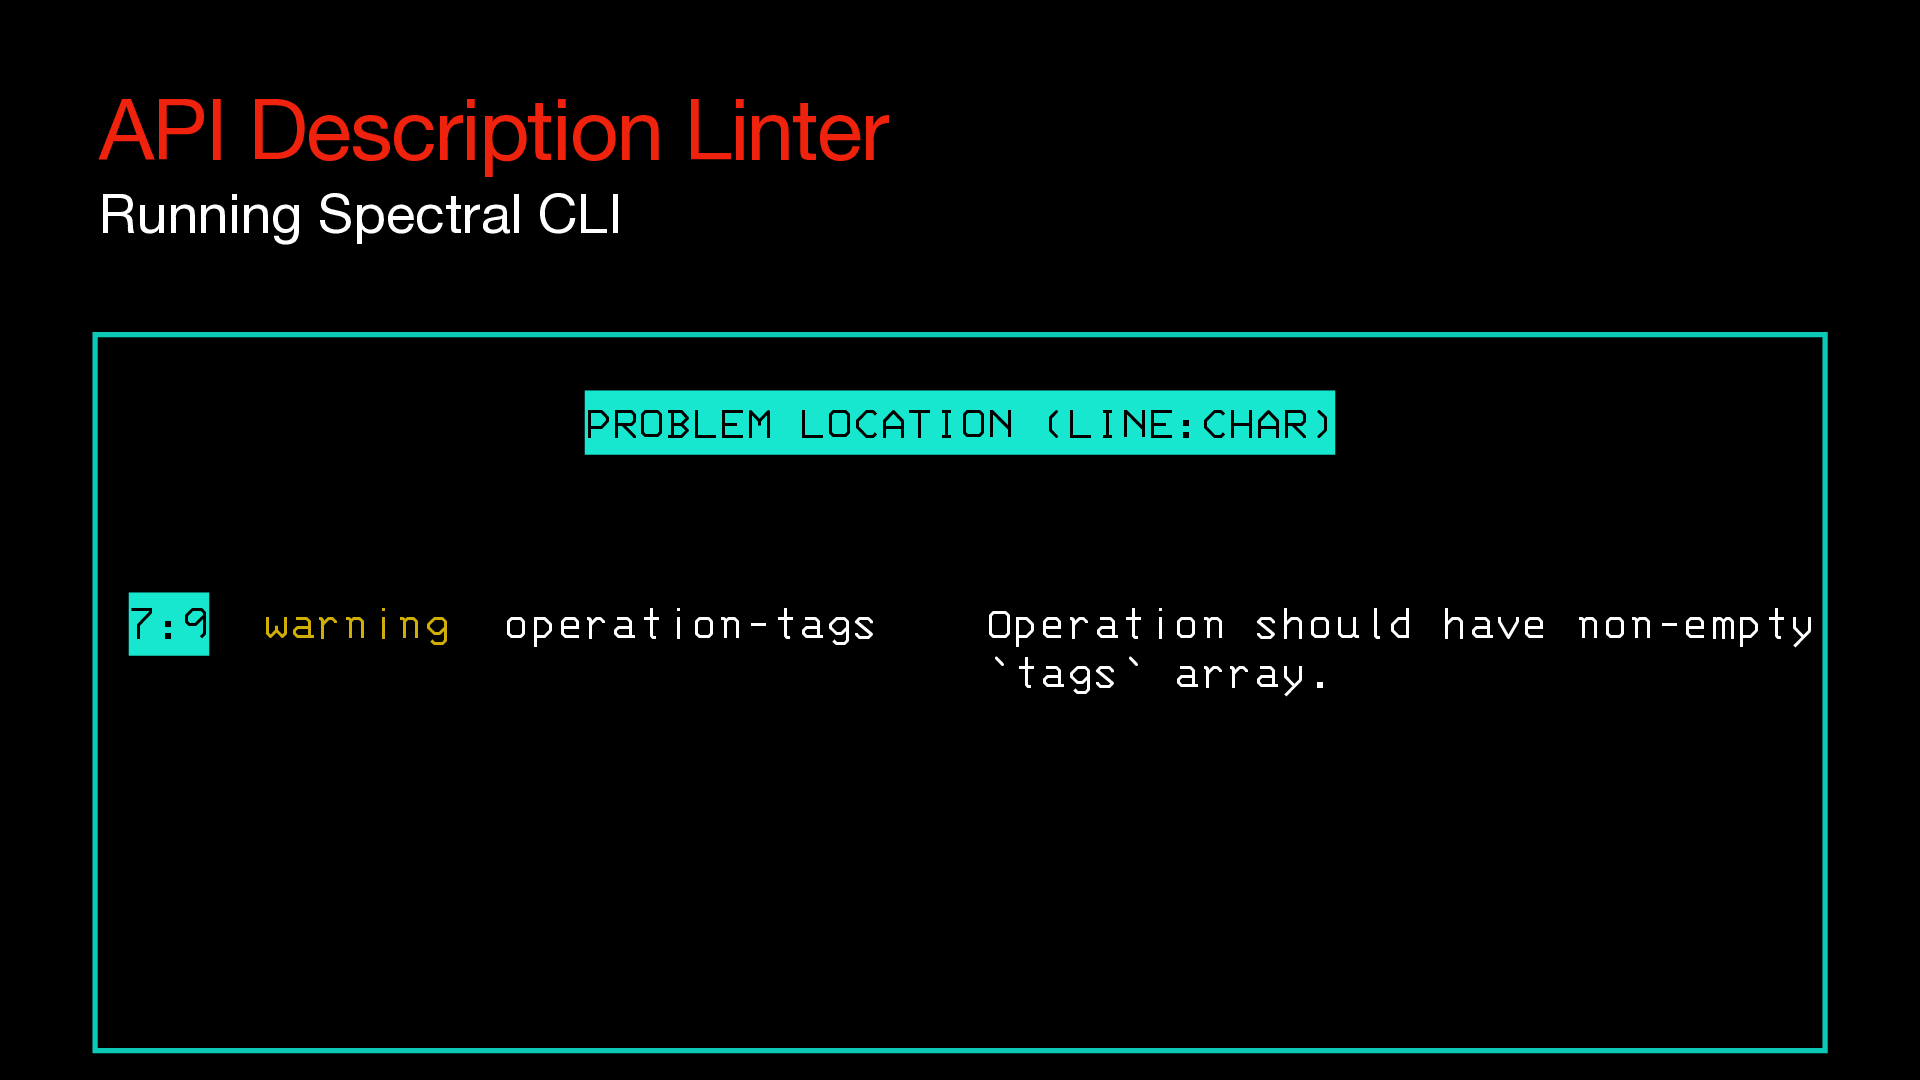 API Description Linter
Running Spectral CLI
PROBLEM LOCATION (LINE:CHAR)
7:9 warning operation-tags Operation should have non-empty
`tags` array.